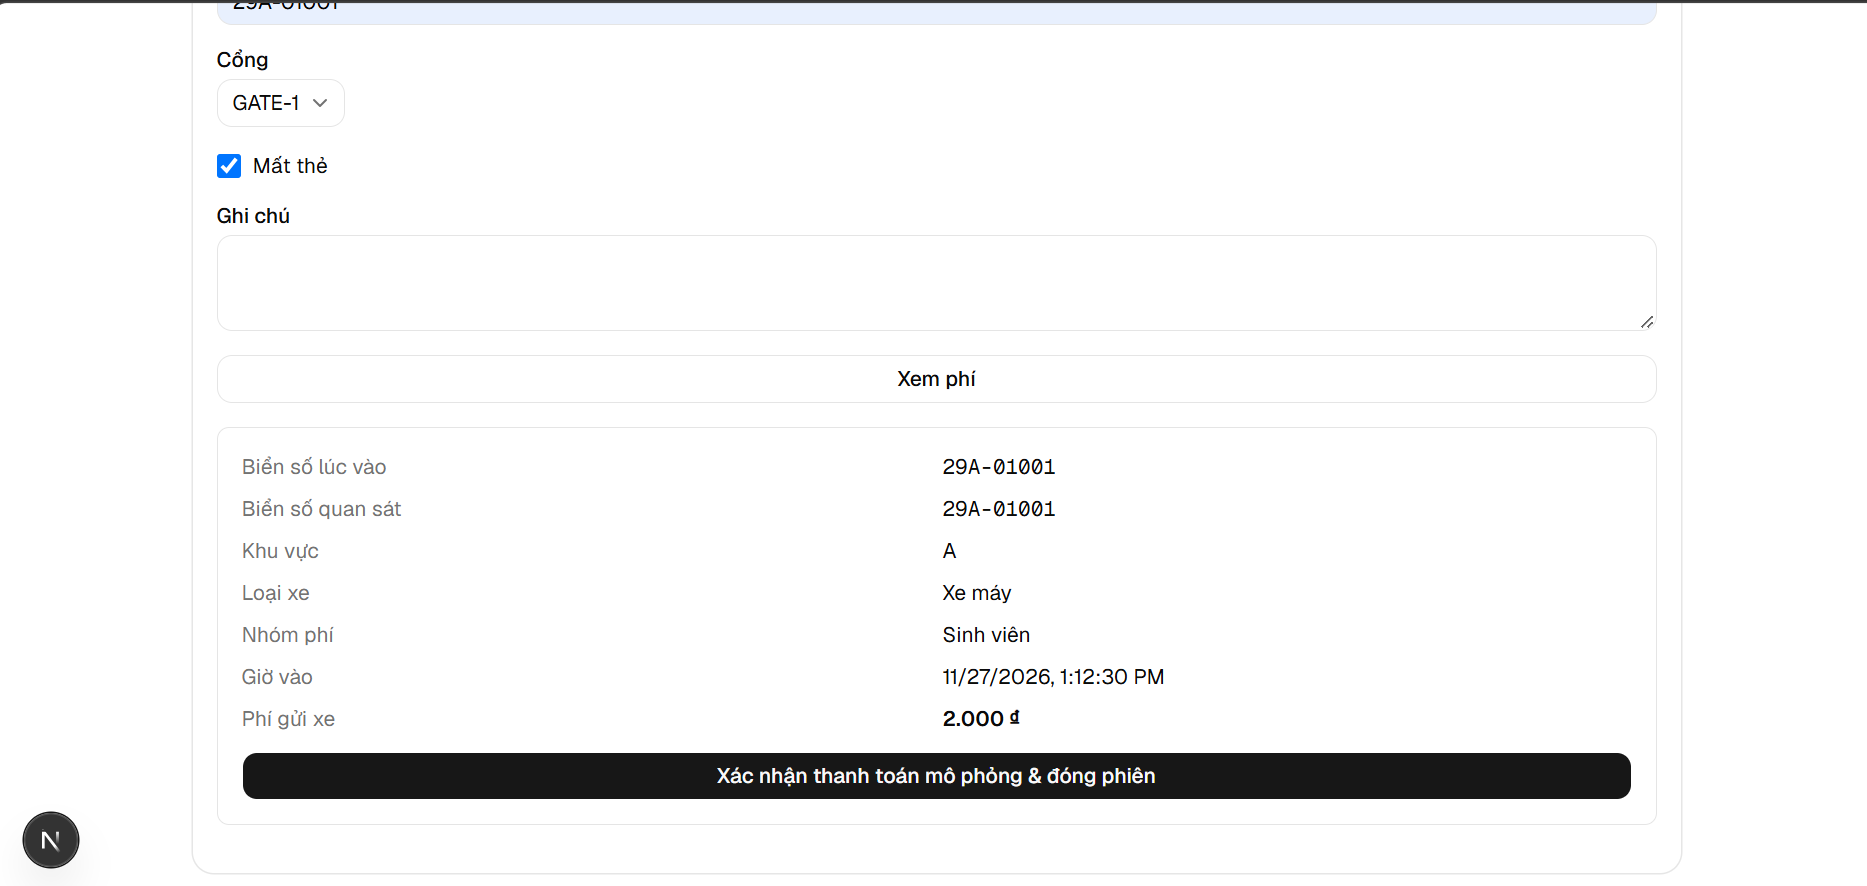 29A-01001
Cổng
GATE-1
Mất thẻ
Ghi chú
Xem phí
Biển số lúc vào 29A-01001
Biển số quan sát 29A-01001
Khu vực A
Loại xe Xe máy
Nhóm phí Sinh viên
Giờ vào 11/27/2026, 1:12:30 PM
Phí gửi xe 2.000 ₫
Xác nhận thanh toán mô phỏng & đóng phiên
N